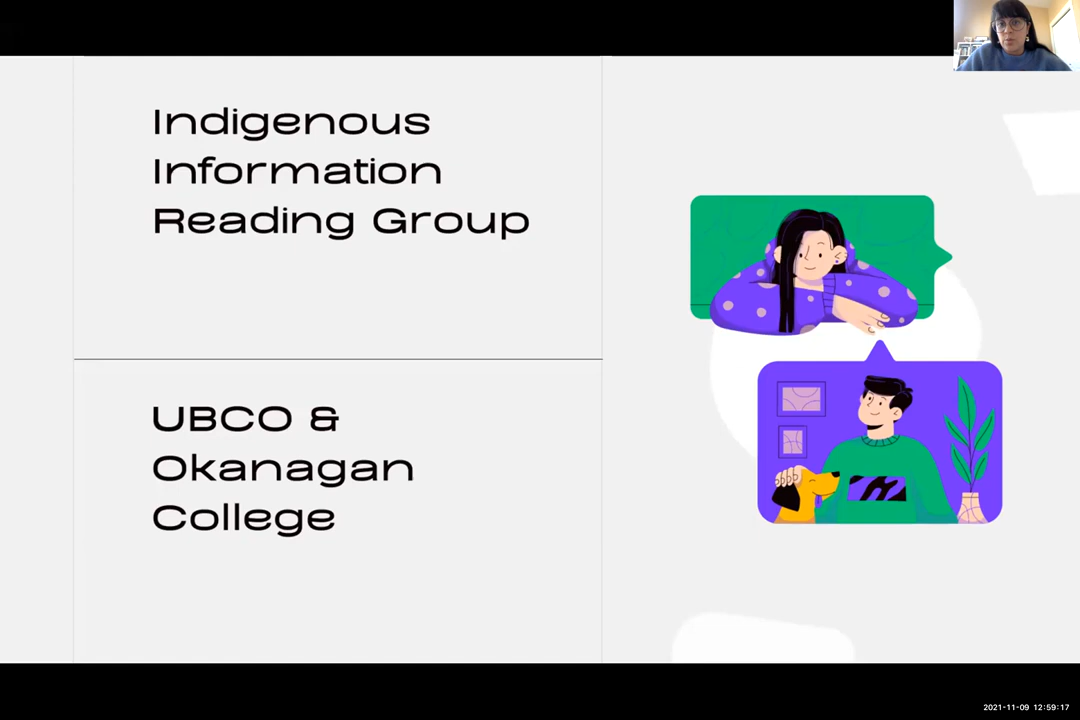 Indigenous
Information
Reading Group
UBCO &
Okanagan
College
2021-11-09 12:59:17